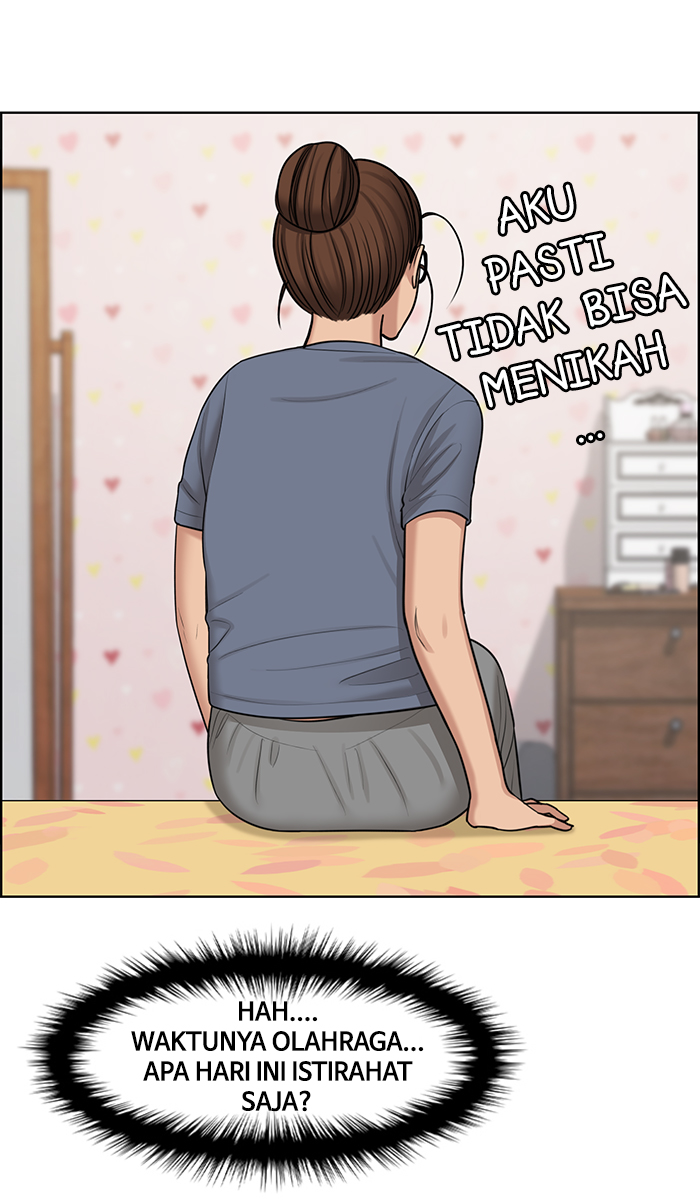 AKU
PASTI
TIDAK BISA
MENIKAH
...
HAH....
WAKTUNYA OLAHRAGA...
APA HARI INI ISTIRAHAT
SAJA?